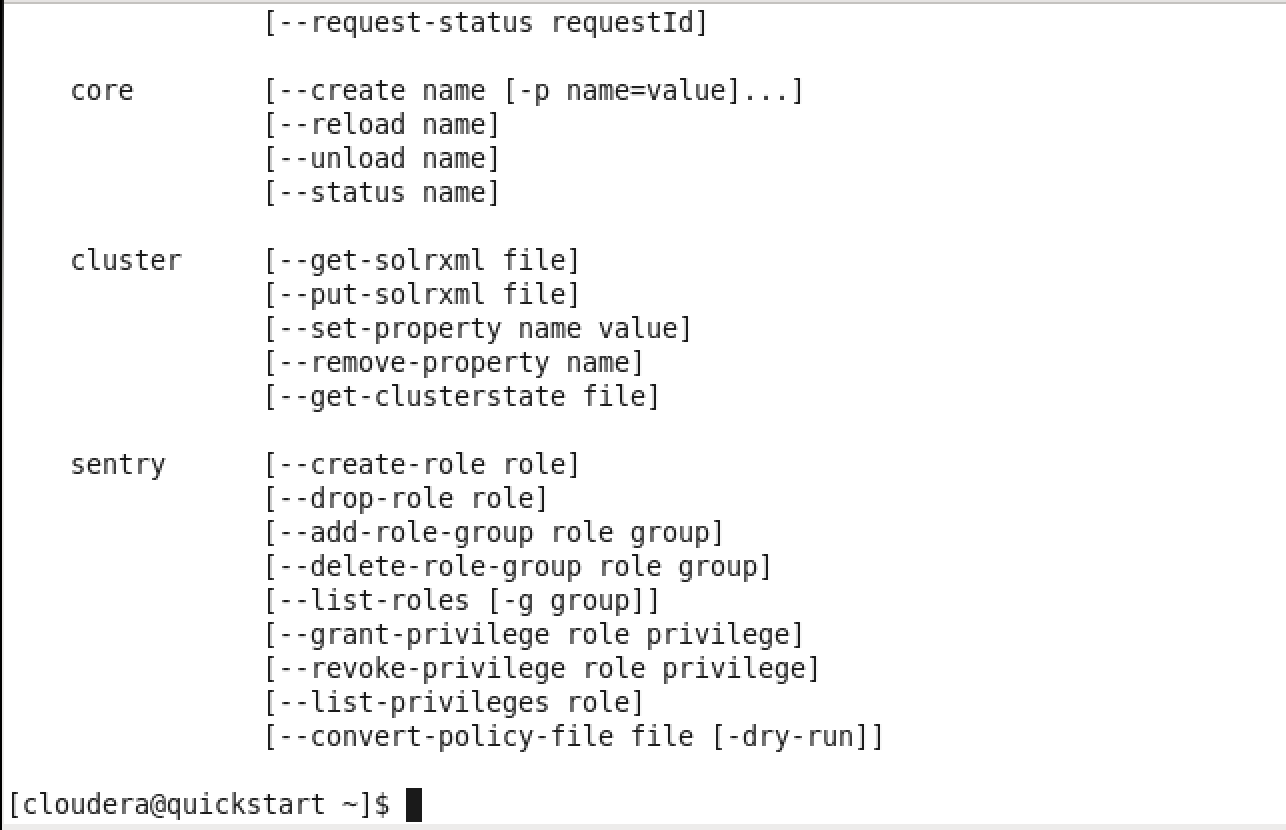 [--request-status requestId]
core [--create name [-p name=value]...]
[--reload name]
[--unload name]
[--status name]
cluster [--get-solrxml file]
[--put-solrxml file]
[--set-property name value]
[--remove-property name]
[--get-clusterstate file]
sentry [--create-role role]
[--drop-role role]
[--add-role-group role group]
[--delete-role-group role group]
[--list-roles [-g group]]
[--grant-privilege role privilege]
[--revoke-privilege role privilege]
[--list-privileges role]
[--convert-policy-file file [-dry-run]]
[cloudera@quickstart ~]$